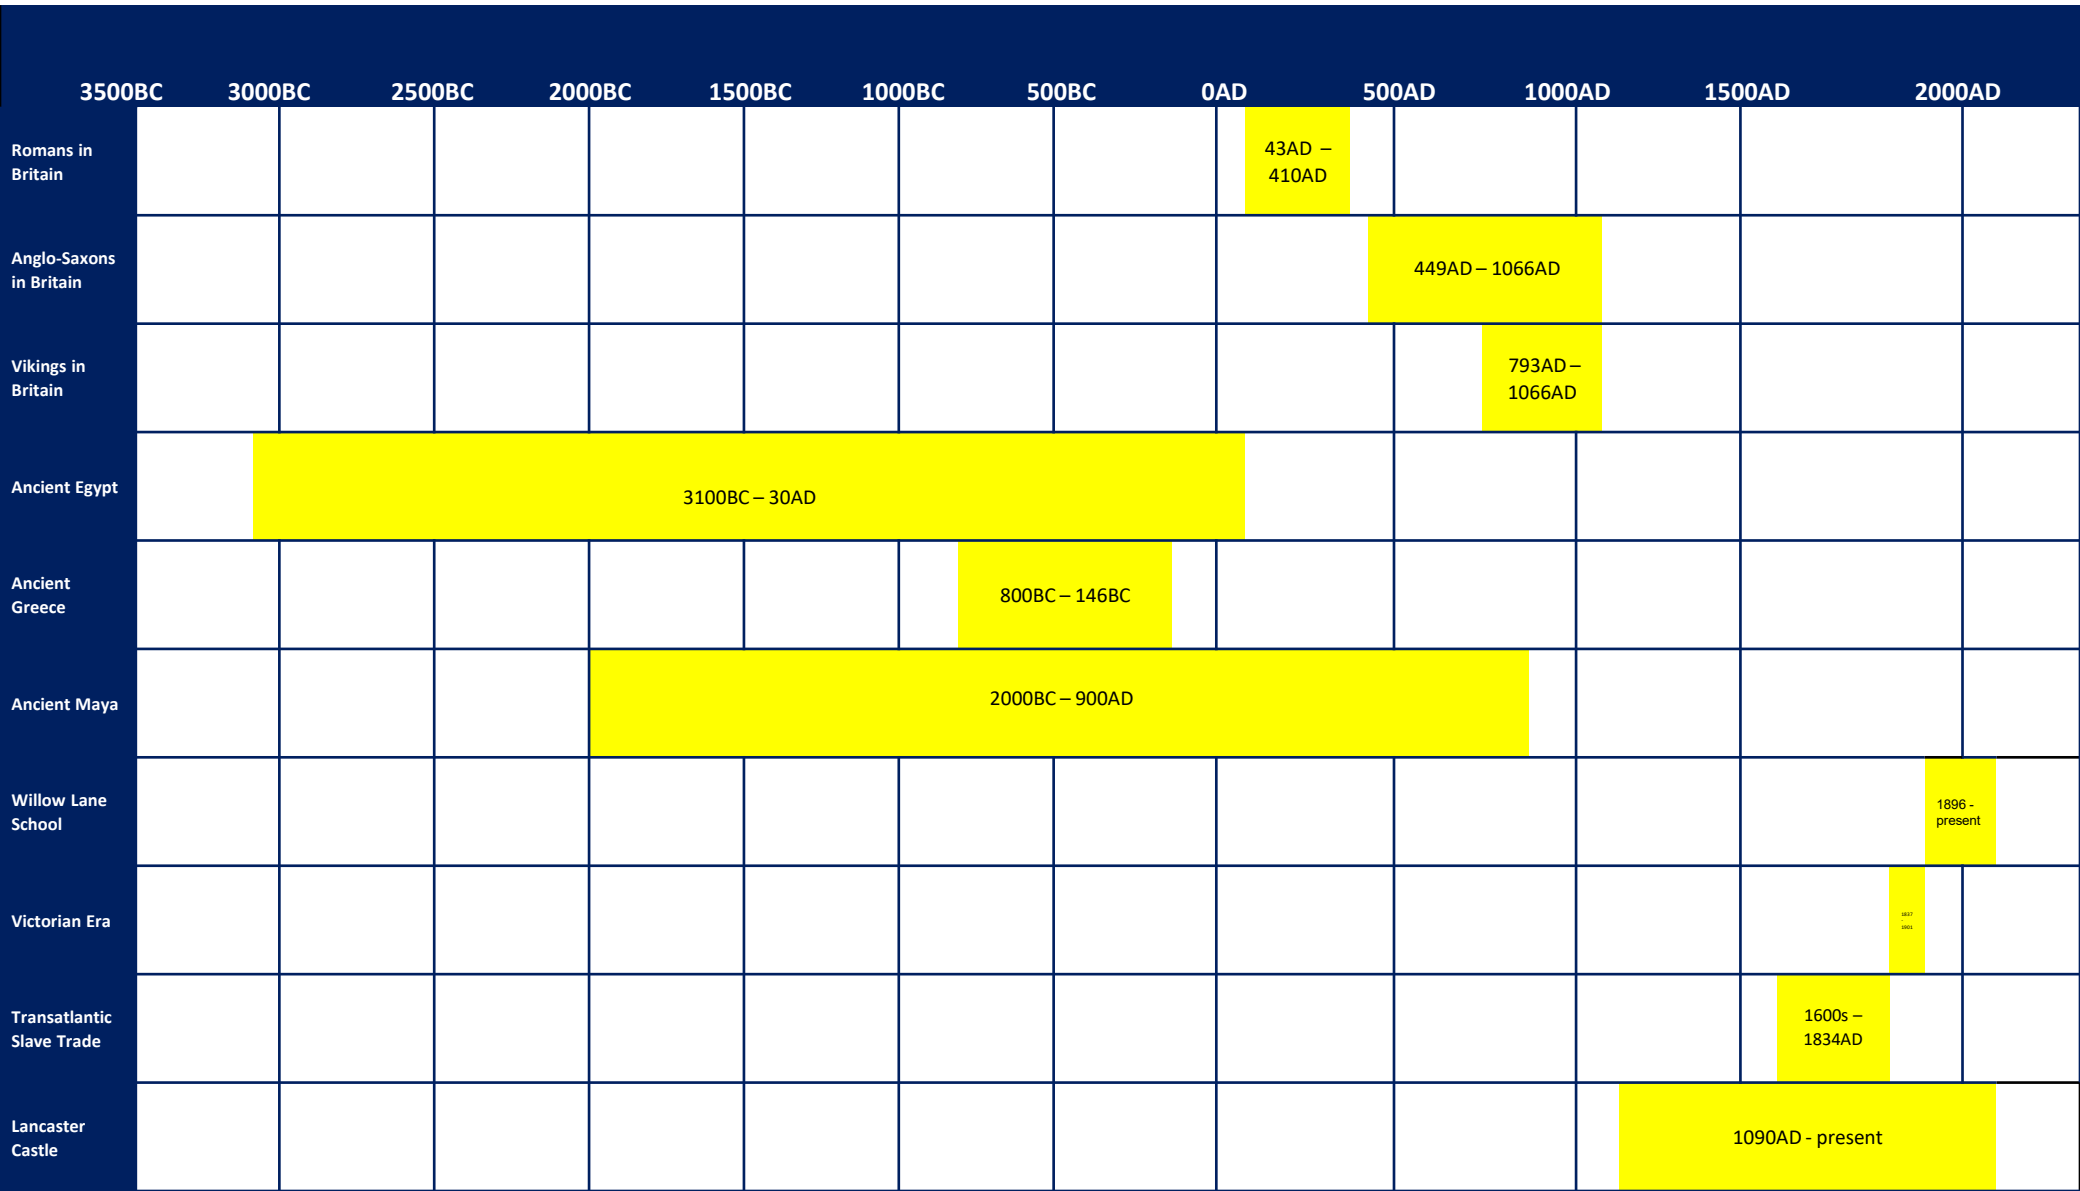 3500BC 3000BC 2500BC 2000BC 1500BC 1000BC 500BC 0AD 500AD 1000AD 1500AD 2000AD
Romans in
Britain
43AD –
410AD
Anglo-Saxons
in Britain
449AD – 1066AD
Vikings in
Britain
793AD –
1066AD
Ancient Egypt
3100BC – 30AD
Ancient
Greece
800BC – 146BC
Ancient Maya
2000BC – 900AD
Willow Lane
School
1896 -
present
Victorian Era
1837
-
1901
Transatlantic
Slave Trade
1600s –
1834AD
Lancaster
Castle
1090AD - present